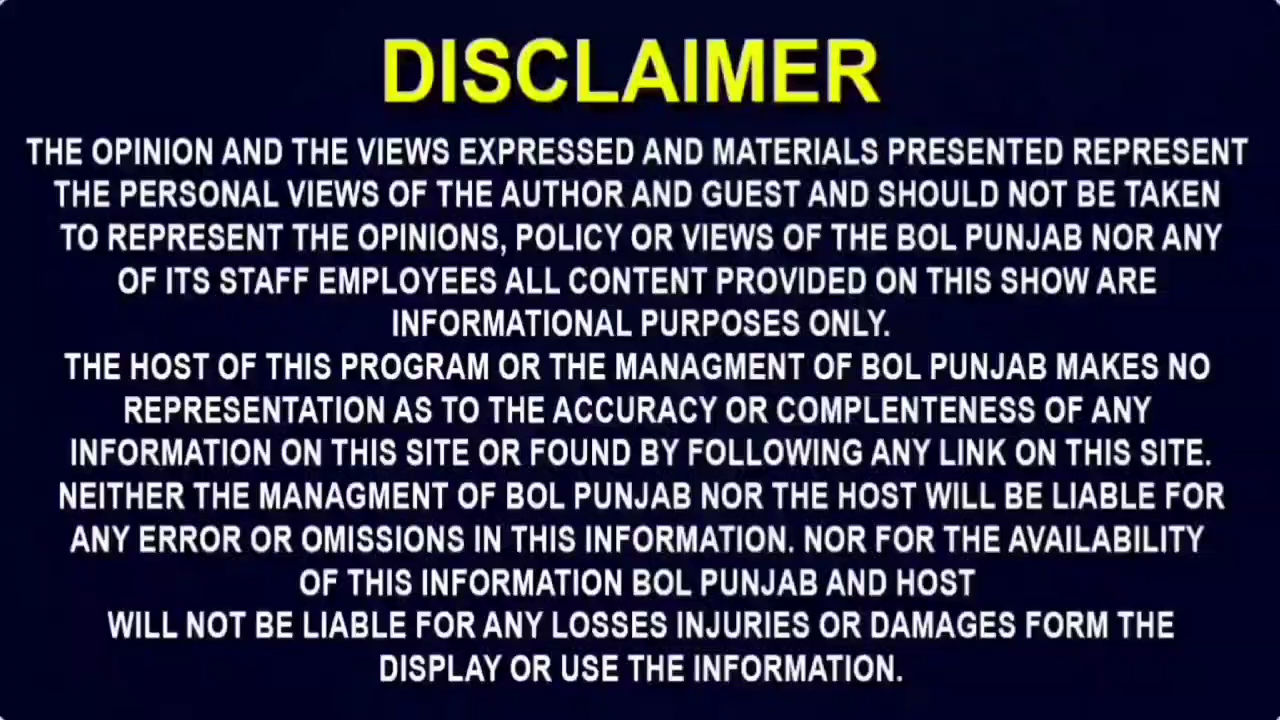 DISCLAIMER
THE OPINION AND THE VIEWS EXPRESSED AND MATERIALS PRESENTED REPRESENT
THE PERSONAL VIEWS OF THE AUTHOR AND GUEST AND SHOULD NOT BE TAKEN
TO REPRESENT THE OPINIONS, POLICY OR VIEWS OF THE BOL PUNJAB NOR ANY
OF ITS STAFF EMPLOYEES ALL CONTENT PROVIDED ON THIS SHOW ARE
INFORMATIONAL PURPOSES ONLY.
THE HOST OF THIS PROGRAM OR THE MANAGMENT OF BOL PUNJAB MAKES NO
REPRESENTATION AS TO THE ACCURACY OR COMPLENTENESS OF ANY
INFORMATION ON THIS SITE OR FOUND BY FOLLOWING ANY LINK ON THIS SITE.
NEITHER THE MANAGMENT OF BOL PUNJAB NOR THE HOST WILL BE LIABLE FOR
ANY ERROR OR OMISSIONS IN THIS INFORMATION. NOR FOR THE AVAILABILITY
OF THIS INFORMATION BOL PUNJAB AND HOST
WILL NOT BE LIABLE FOR ANY LOSSES INJURIES OR DAMAGES FORM THE
DISPLAY OR USE THE INFORMATION.